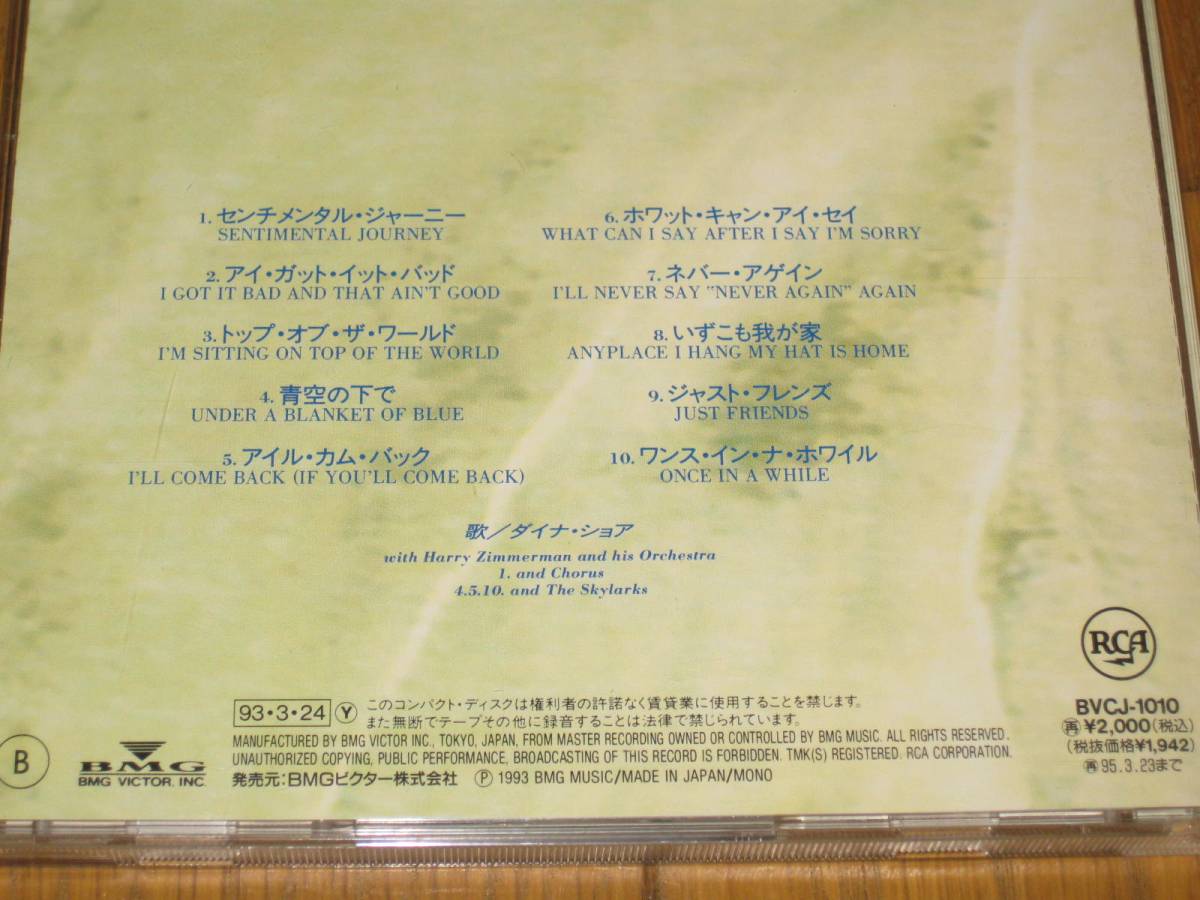 1. センチメンタル・ジャーニー
SENTIMENTAL JOURNEY
2. アイ・ガット・イット・バッド
I GOT IT BAD AND THAT AIN'T GOOD
3. トップ・オブ・ザ・ワールド
I'M SITTING ON TOP OF THE WORLD
4. 青空の下で
UNDER A BLANKET OF BLUE
5. アイル・カム・バック
I'LL COME BACK (IF YOU'LL COME BACK)
6. ホワット・キャン・アイ・セイ
WHAT CAN I SAY AFTER I SAY I'M SORRY
7. ネバー・アゲイン
I'LL NEVER SAY "NEVER AGAIN" AGAIN
8. いずこも我が家
ANYPLACE I HANG MY HAT IS HOME
9. ジャスト・フレンズ
JUST FRIENDS
10. ワンス・イン・ナ・ホワイル
ONCE IN A WHILE
歌／ダイナ・ショア
with Harry Zimmerman and his Orchestra
1. and Chorus
4.5.10. and The Skylarks
RCA
BVCJ-1010
再 ¥2,000(税込)
(税抜価格¥1,942)
再 95.3.23まで
93・3・24 Y このコンパクト・ディスクは権利者の許諾なく賃貸業に使用することを禁じます。
また無断でテープその他に録音することは法律で禁じられています。
MANUFACTURED BY BMG VICTOR INC., TOKYO, JAPAN, FROM MASTER RECORDING OWNED OR CONTROLLED BY BMG MUSIC. ALL RIGHTS RESERVED.
UNAUTHORIZED COPYING, PUBLIC PERFORMANCE, BROADCASTING OF THIS RECORD IS FORBIDDEN. TMK(S) REGISTERED. RCA CORPORATION.
発売元：BMGビクター株式会社 Ⓟ 1993 BMG MUSIC/MADE IN JAPAN/MONO
B
BMG
BMG VICTOR, INC.